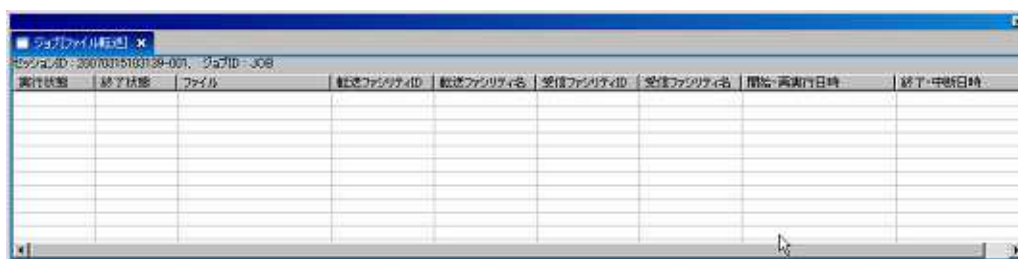 ジョブ[ファイル転送]
セッションID : 20070315103139-001, ジョブID : JOB
実行状態 終了状態 ファイル 転送ファシリティID 転送ファシリティ名 受信ファシリティID 受信ファシリティ名 開始・再実行日時 終了・中断日時